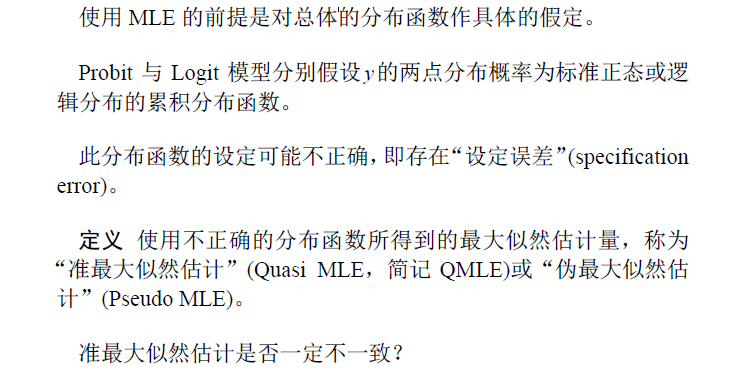 使用 MLE 的前提是对总体的分布函数作具体的假定。
Probit 与 Logit 模型分别假设y的两点分布概率为标准正态或逻
辑分布的累积分布函数。
此分布函数的设定可能不正确，即存在“设定误差”(specification
error)。
定义 使用不正确的分布函数所得到的最大似然估计量，称为
“准最大似然估计”(Quasi MLE，简记 QMLE)或“伪最大似然估
计”(Pseudo MLE)。
准最大似然估计是否一定不一致？